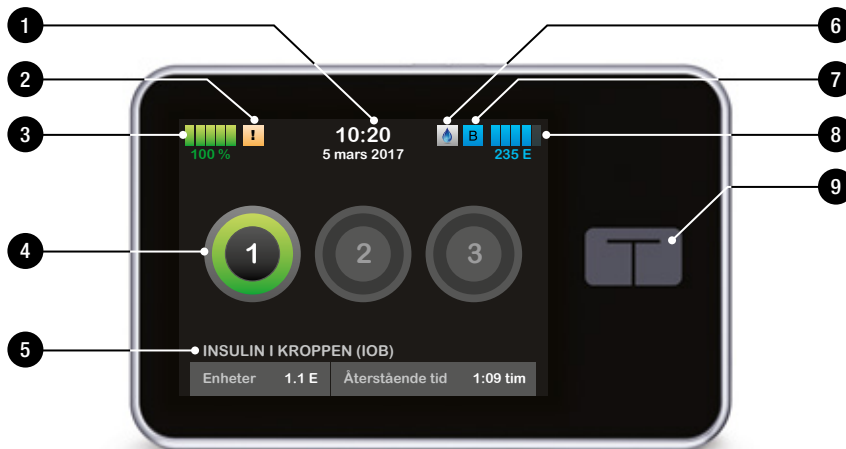 1
6
2
7
3
! 10:20 B
8
100 % 5 mars 2017 235 E
9
4
1 2 3
5
INSULIN I KROPPEN (IOB)
Enheter 1.1 E Återstående tid 1:09 tim